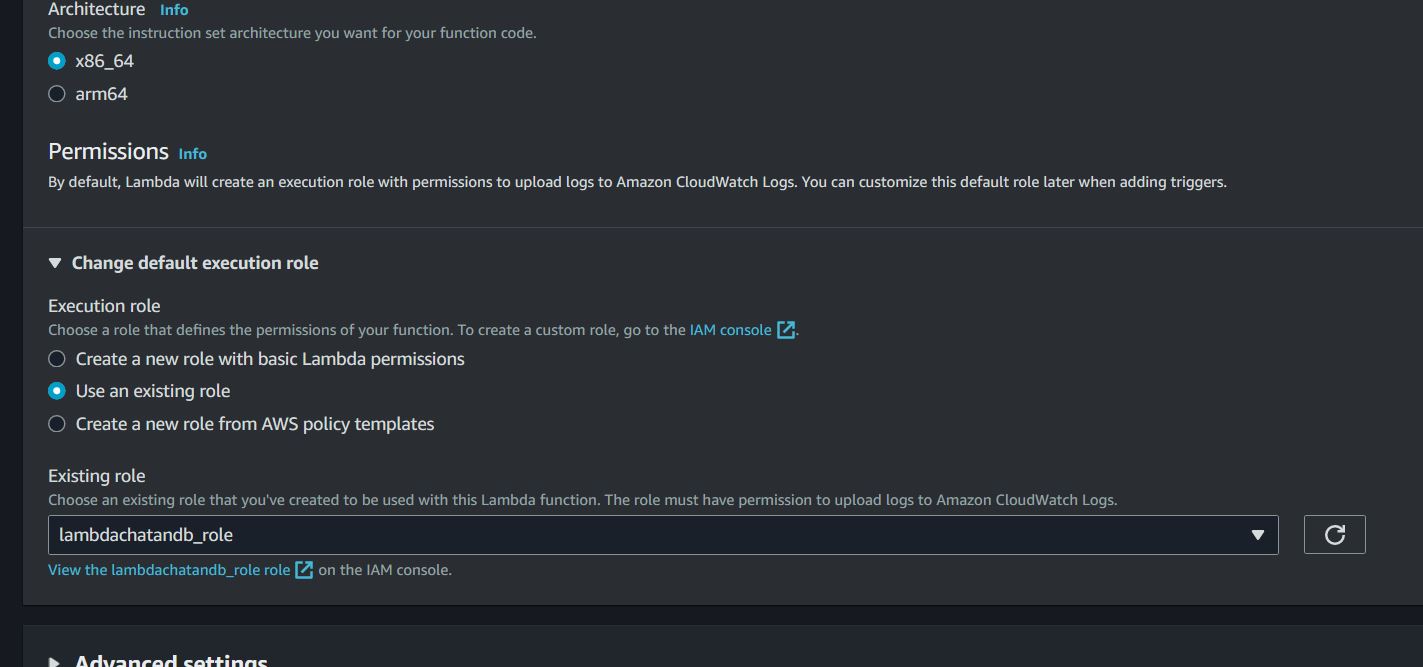 Architecture Info
Choose the instruction set architecture you want for your function code.
x86_64
arm64
Permissions Info
By default, Lambda will create an execution role with permissions to upload logs to Amazon CloudWatch Logs. You can customize this default role later when adding triggers.
Change default execution role
Execution role
Choose a role that defines the permissions of your function. To create a custom role, go to the IAM console.
Create a new role with basic Lambda permissions
Use an existing role
Create a new role from AWS policy templates
Existing role
Choose an existing role that you've created to be used with this Lambda function. The role must have permission to upload logs to Amazon CloudWatch Logs.
lambdachatandb_role
View the lambdachatandb_role role on the IAM console.
Advanced settings